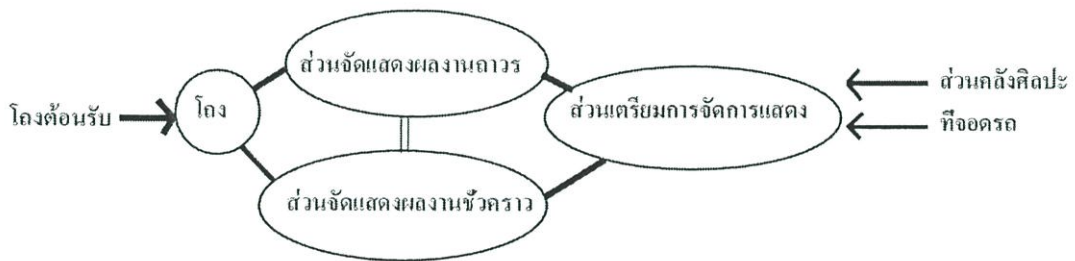 ส่วนจัดแสดงผลงานถาวร
ส่วนคลังศิลปะ
โถงต้อนรับ
โถง
ส่วนเตรียมการจัดการแสดง
ที่จอดรถ
ส่วนจัดแสดงผลงานชั่วคราว